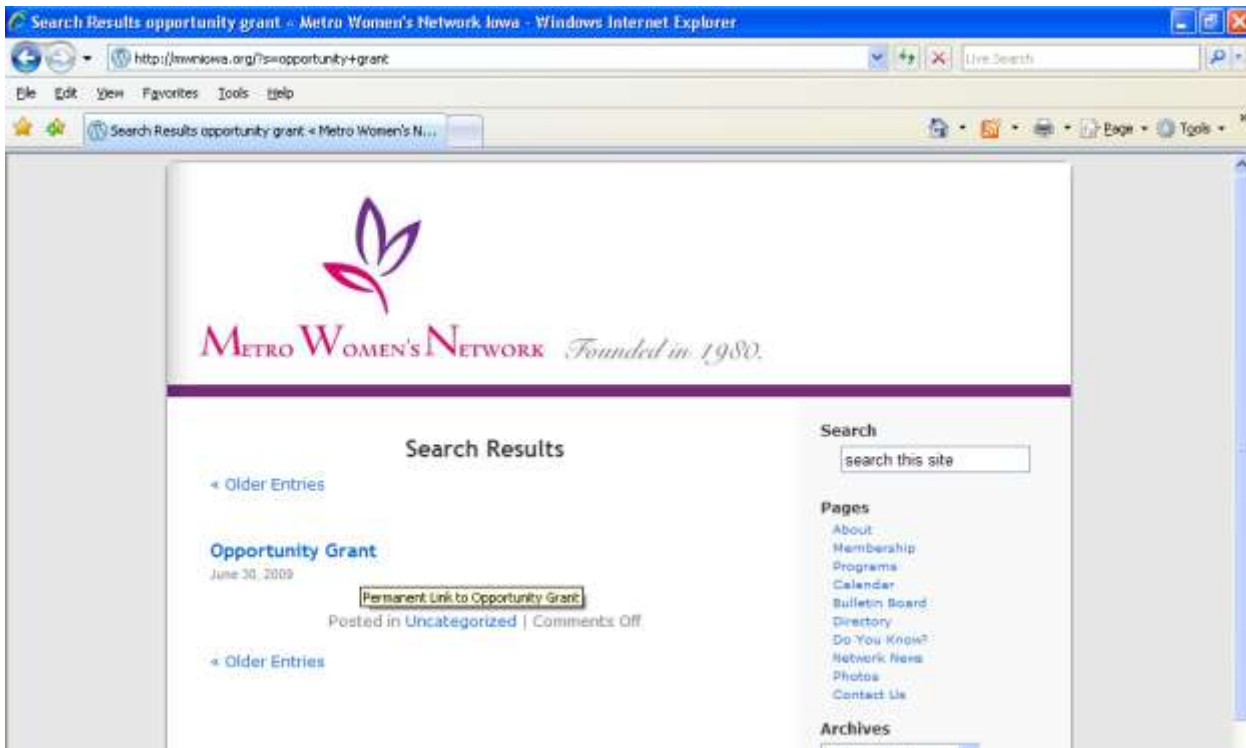 Search Results opportunity grant « Metro Women's Network Iowa - Windows Internet Explorer
http://mwniowa.org/?s=opportunity+grant
Live Search
File Edit View Favorites Tools Help
Search Results opportunity grant « Metro Women's N...
Page Tools
METRO WOMEN'S NETWORK Founded in 1980.
Search Results
« Older Entries
Opportunity Grant
June 30, 2009
Permanent Link to Opportunity Grant
Posted in Uncategorized | Comments Off
« Older Entries
Search
search this site
Pages
About
Membership
Programs
Calendar
Bulletin Board
Directory
Do You Know?
Network News
Photos
Contact Us
Archives